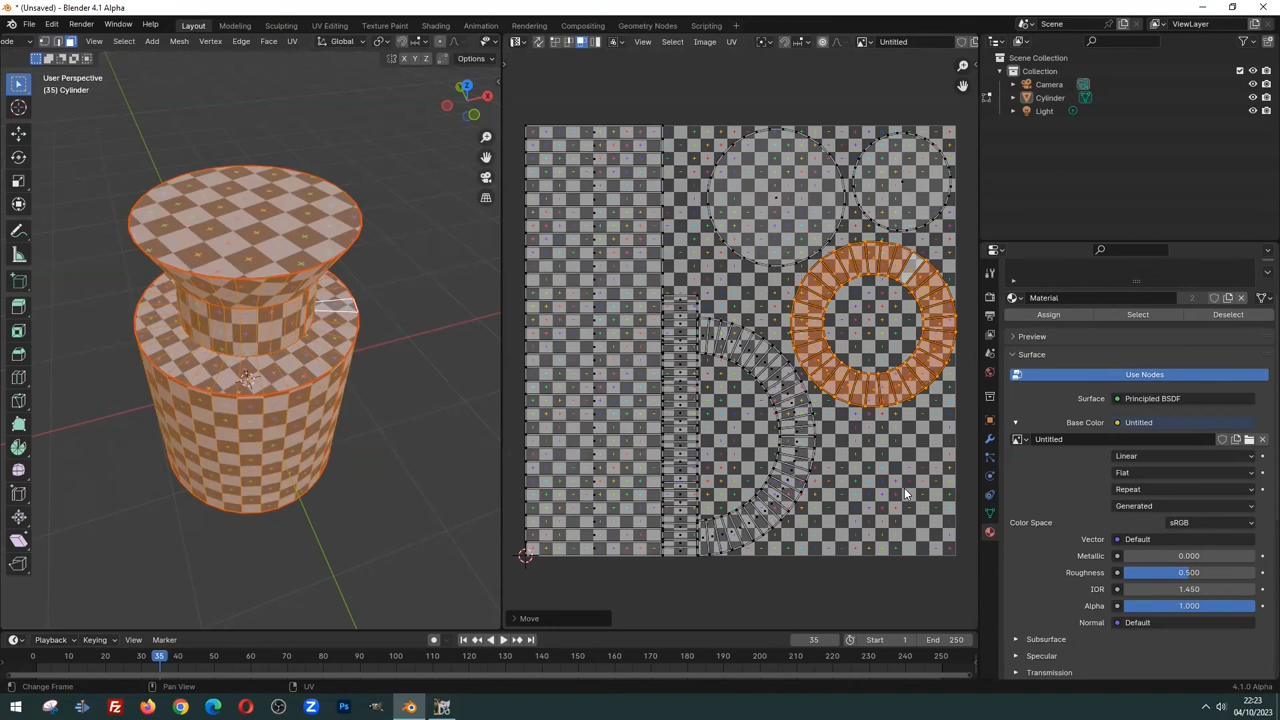 * (Unsaved) - Blender 4.1 Alpha
File Edit Render Window Help Layout Modeling Sculpting UV Editing Texture Paint Shading Animation Rendering Compositing Geometry Nodes Scripting Scene ViewLayer
ode View Select Add Mesh Vertex Edge Face UV Global View Select Image UV Untitled
X Y Z Options
Scene Collection
Collection
Camera
Cylinder
Light
User Perspective
(35) Cylinder
Z
X
Y
Material 2
Assign Select Deselect
Preview
Surface
Use Nodes
Surface: Principled BSDF
Base Color Untitled
Untitled
Linear
Flat
Repeat
Generated
Color Space sRGB
Vector Default
Metallic 0.000
Roughness 0.500
IOR 1.450
Alpha 1.000
Normal Default
Subsurface
Specular
Transmission
Move
Playback Keying View Marker 35 Start 1 End 250
0 10 20 30 35 40 50 60 70 80 90 100 110 120 130 140 150 160 170 180 190 200 210 220 230 240 250
Change Frame Pan View UV 4.1.0 Alpha
22:23
04/10/2023